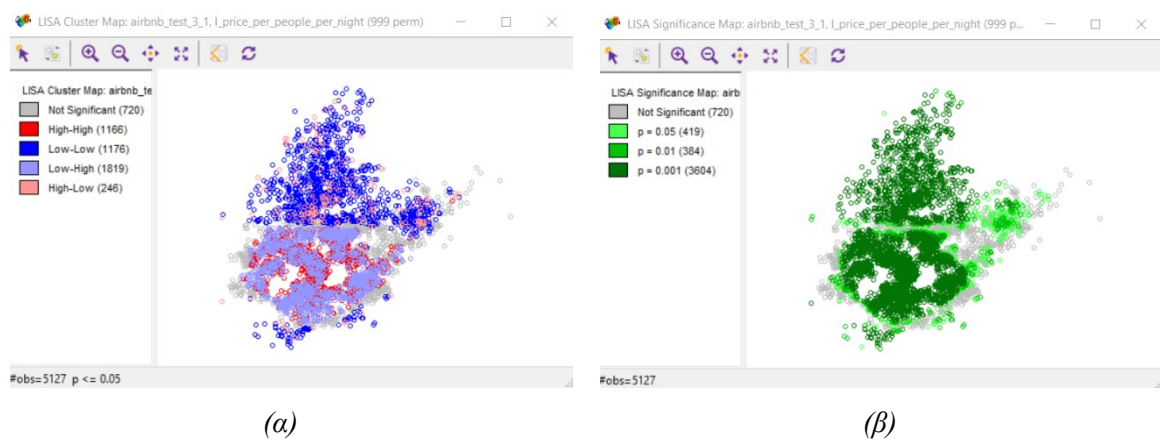 LISA Cluster Map: airbnb_test_3_1, I_price_per_people_per_night (999 perm)
LISA Cluster Map: airbnb_te
Not Significant (720)
High-High (1166)
Low-Low (1176)
Low-High (1819)
High-Low (246)
#obs=5127 p <= 0.05
(α)
LISA Significance Map: airbnb_test_3_1, I_price_per_people_per_night (999 p...
LISA Significance Map: airb
Not Significant (720)
p = 0.05 (419)
p = 0.01 (384)
p = 0.001 (3604)
#obs=5127
(β)